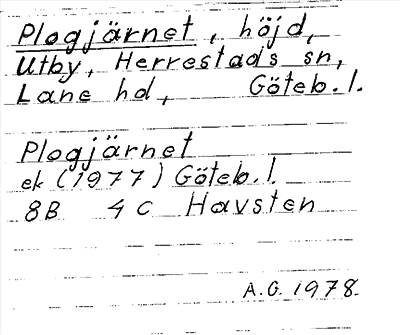 Plogjärnet, höjd,
Utby, Herrestads sn,
Lane hd, Göteb. l.
Plogjärnet
ek (1977) Göteb. l.
8B 4C Havsten
A.G. 1978.